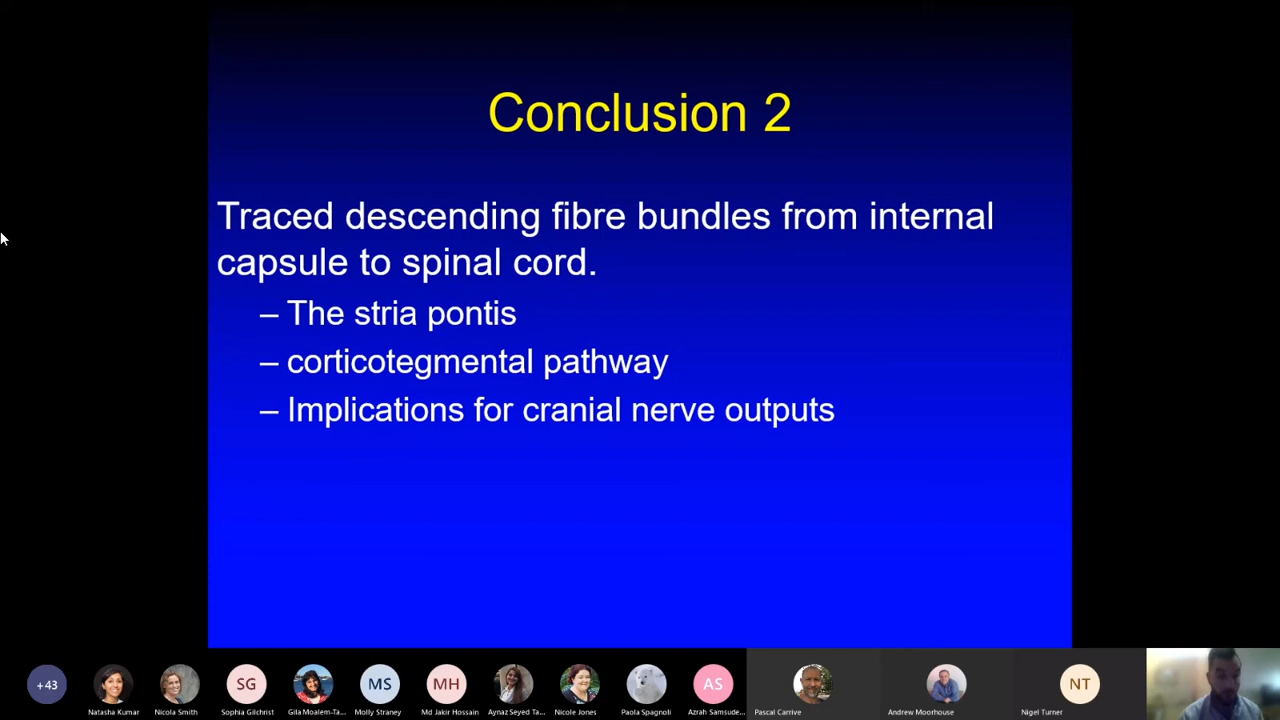 Conclusion 2
Traced descending fibre bundles from internal
capsule to spinal cord.
– The stria pontis
– corticotegmental pathway
– Implications for cranial nerve outputs
+43
SG
MS
MH
AS
NT
Natasha Kumar
Nicola Smith
Sophia Gilchrist
Gila Moalem-Ta...
Molly Straney
Md Jakir Hossain
Aynaz Seyed Ta...
Nicole Jones
Paola Spagnoli
Azrah Samsude...
Pascal Carrive
Andrew Moorhouse
Nigel Turner